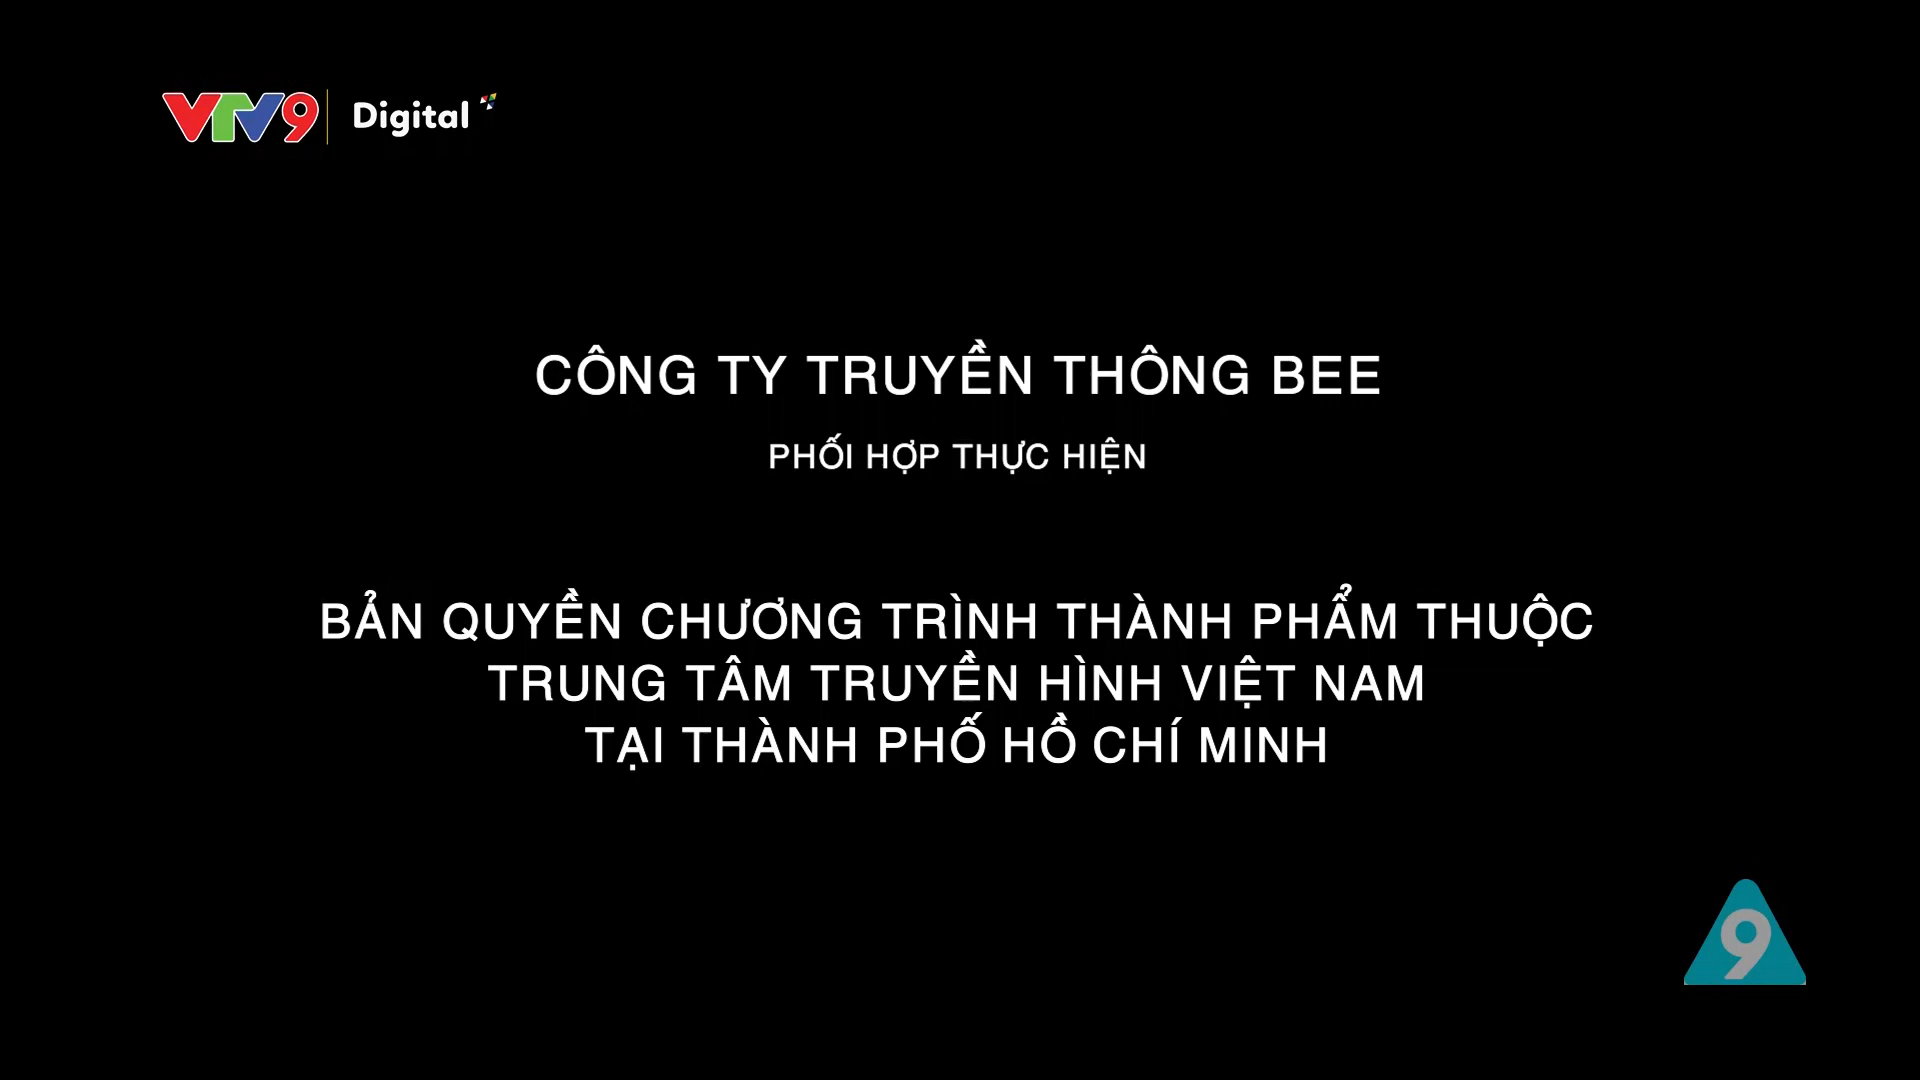 VTV9 Digital
CÔNG TY TRUYỀN THÔNG BEE
PHỐI HỢP THỰC HIỆN
BẢN QUYỀN CHƯƠNG TRÌNH THÀNH PHẨM THUỘC
TRUNG TÂM TRUYỀN HÌNH VIỆT NAM
TẠI THÀNH PHỐ HỒ CHÍ MINH
9